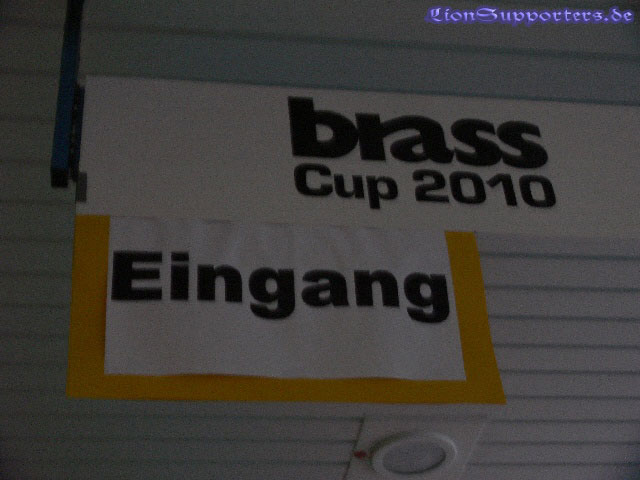 LionSupporters.de
brass
Cup 2010
Eingang